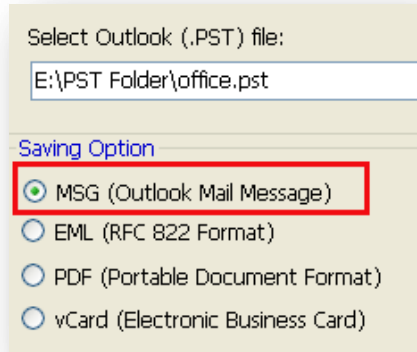 Select Outlook (.PST) file:
E:\PST Folder\office.pst
Saving Option
MSG (Outlook Mail Message)
EML (RFC 822 Format)
PDF (Portable Document Format)
vCard (Electronic Business Card)